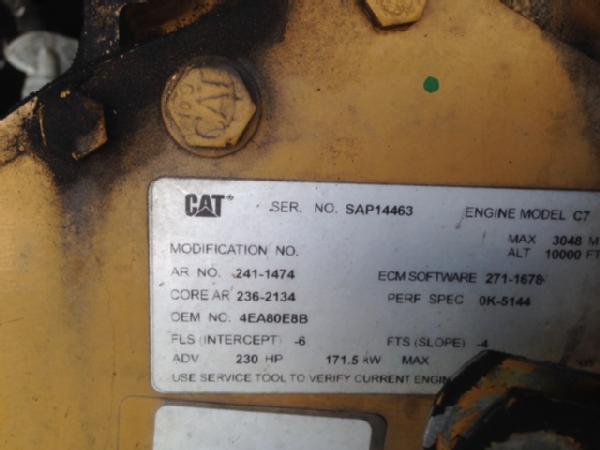 CAT
CAT SER. NO. SAP14463 ENGINE MODEL C7
MAX 3048 M
ALT 10000 FT
MODIFICATION NO.
AR NO. 241-1474 ECM SOFTWARE 271-1678
CORE AR 236-2134 PERF SPEC 0K-5144
OEM NO. 4EA80E8B
FLS (INTERCEPT) -6 FTS (SLOPE) -4
ADV 230 HP 171.5 kW MAX
USE SERVICE TOOL TO VERIFY CURRENT ENGIN